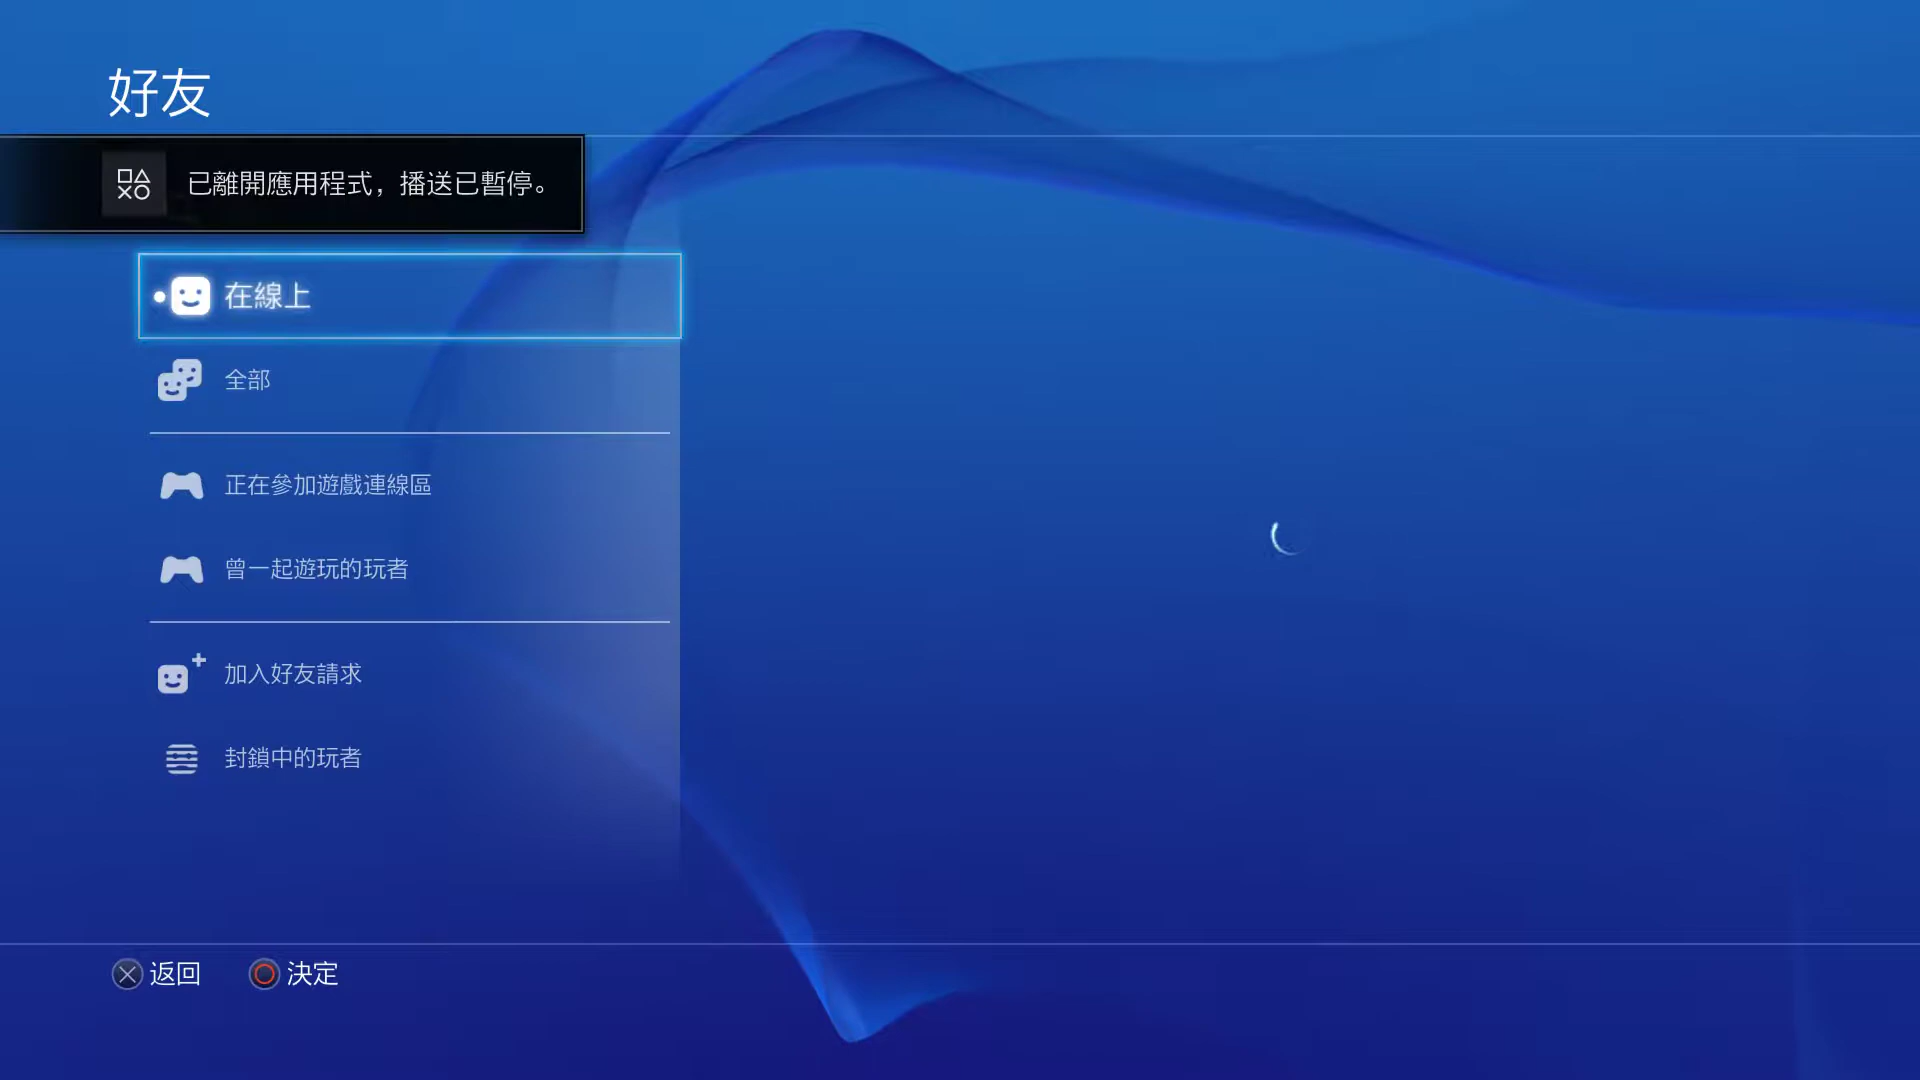 好友
已離開應用程式，播送已暫停。
在線上
全部
正在參加遊戲連線區
曾一起遊玩的玩者
加入好友請求
封鎖中的玩者
返回 決定